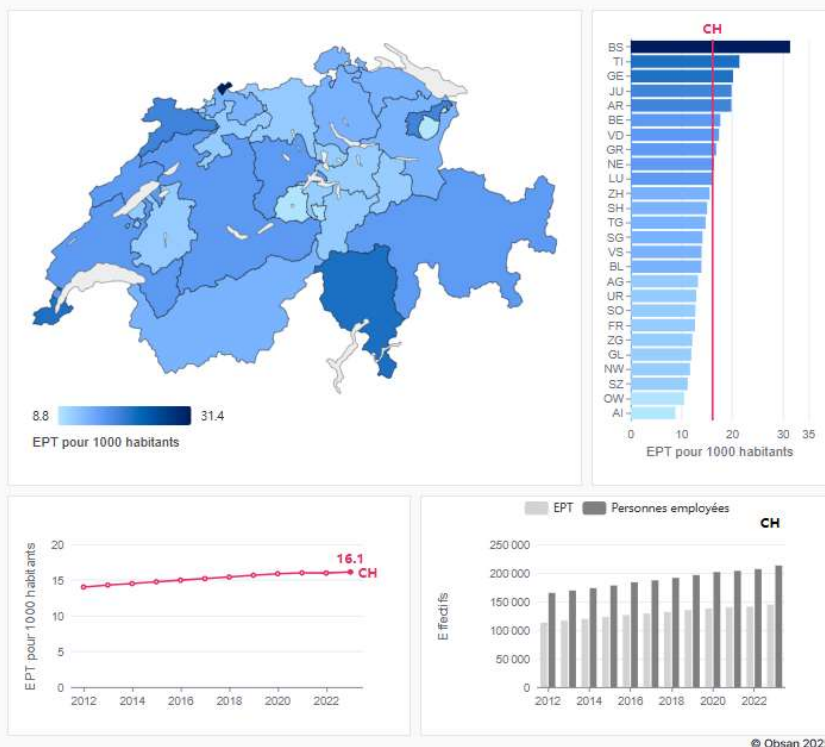 CH
BS
TI
GE
JU
AR
BE
VD
GR
NE
LU
ZH
SH
TG
SG
VS
BL
AG
UR
SO
FR
ZG
GL
NW
SZ
OW
AI
0 10 20 31 35
EPT pour 1000 habitants
8.8 31.4
EPT pour 1000 habitants
EPT pour 1000 habitants
20
15
10
5
0
16.1
CH
2012 2014 2016 2018 2020 2022
EPT Personnes employées
CH
Effectifs
250 000
200 000
150 000
100 000
50 000
0
2012 2014 2016 2018 2020 2022